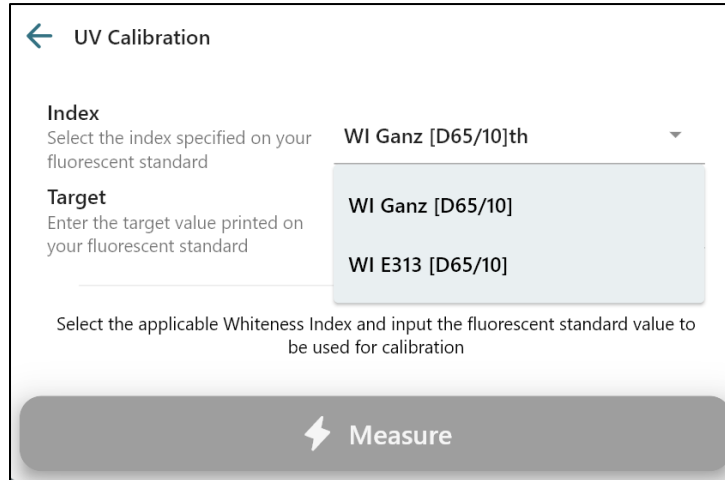 UV Calibration
Index
Select the index specified on your
fluorescent standard
WI Ganz [D65/10]th
Target
Enter the target value printed on
your fluorescent standard
WI Ganz [D65/10]
WI E313 [D65/10]
Select the applicable Whiteness Index and input the fluorescent standard value to
be used for calibration
Measure